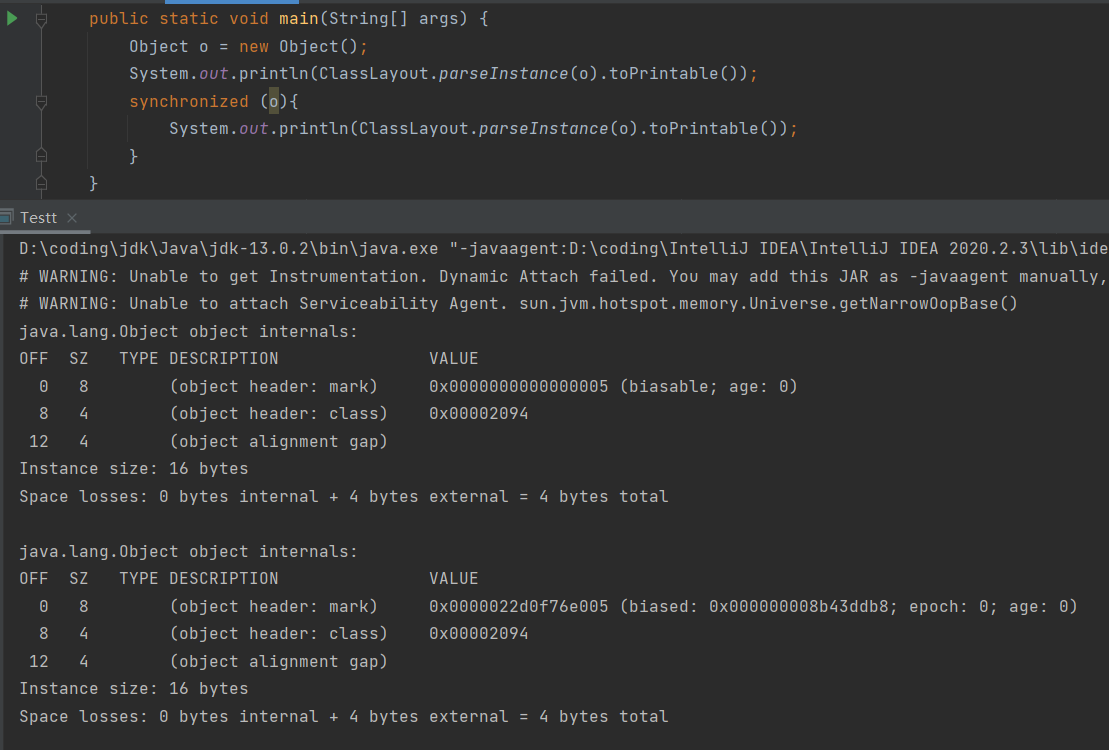 public static void main(String[] args) {
Object o = new Object();
System.out.println(ClassLayout.parseInstance(o).toPrintable());
synchronized (o){
System.out.println(ClassLayout.parseInstance(o).toPrintable());
}
}
Testt
D:\coding\jdk\Java\jdk-13.0.2\bin\java.exe "-javaagent:D:\coding\IntelliJ IDEA\IntelliJ IDEA 2020.2.3\lib\ide
# WARNING: Unable to get Instrumentation. Dynamic Attach failed. You may add this JAR as -javaagent manually,
# WARNING: Unable to attach Serviceability Agent. sun.jvm.hotspot.memory.Universe.getNarrowOopBase()
java.lang.Object object internals:
OFF  SZ   TYPE DESCRIPTION               VALUE
0   8        (object header: mark)     0x0000000000000005 (biasable; age: 0)
8   4        (object header: class)    0x00002094
12   4        (object alignment gap)
Instance size: 16 bytes
Space losses: 0 bytes internal + 4 bytes external = 4 bytes total
java.lang.Object object internals:
OFF  SZ   TYPE DESCRIPTION               VALUE
0   8        (object header: mark)     0x0000022d0f76e005 (biased: 0x000000008b43ddb8; epoch: 0; age: 0)
8   4        (object header: class)    0x00002094
12   4        (object alignment gap)
Instance size: 16 bytes
Space losses: 0 bytes internal + 4 bytes external = 4 bytes total